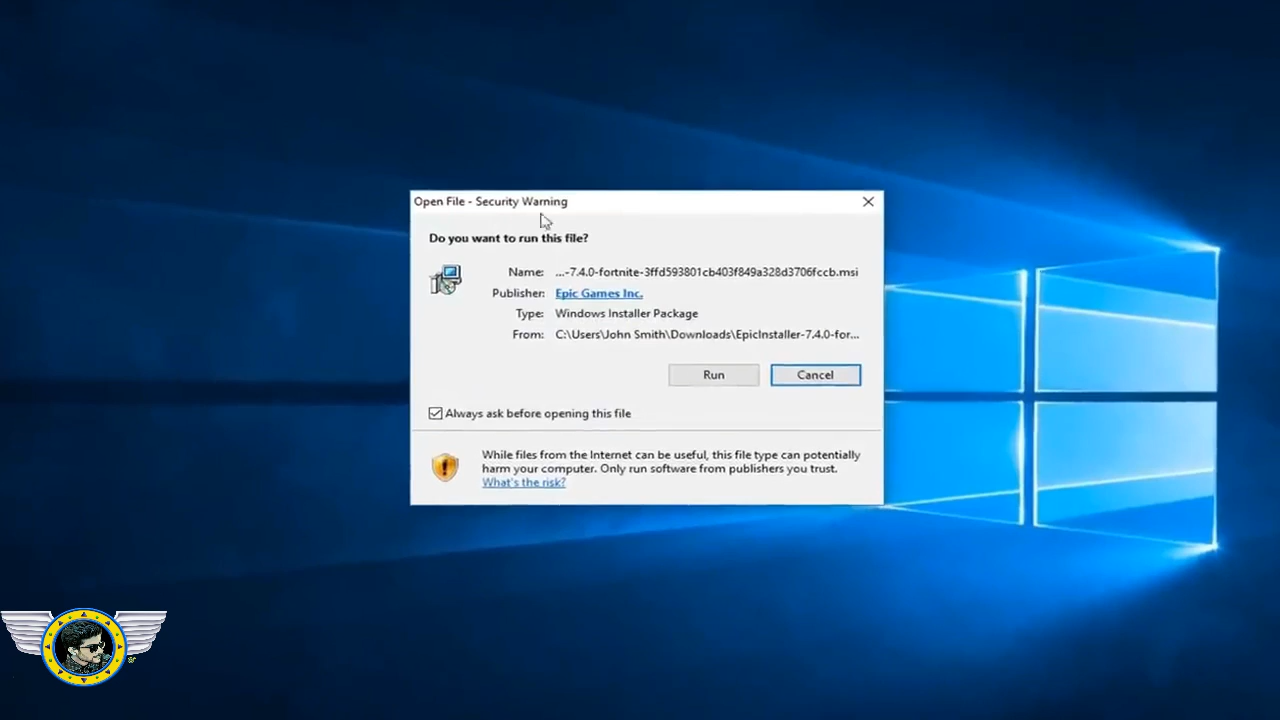 Open File - Security Warning
Do you want to run this file?
Name: ...-7.4.0-fortnite-3ffd593801cb403f849a328d3706fccb.msi
Publisher: Epic Games Inc.
Type: Windows Installer Package
From: C:\Users\John Smith\Downloads\EpicInstaller-7.4.0-for...
Run Cancel
Always ask before opening this file
While files from the Internet can be useful, this file type can potentially
harm your computer. Only run software from publishers you trust.
What's the risk?